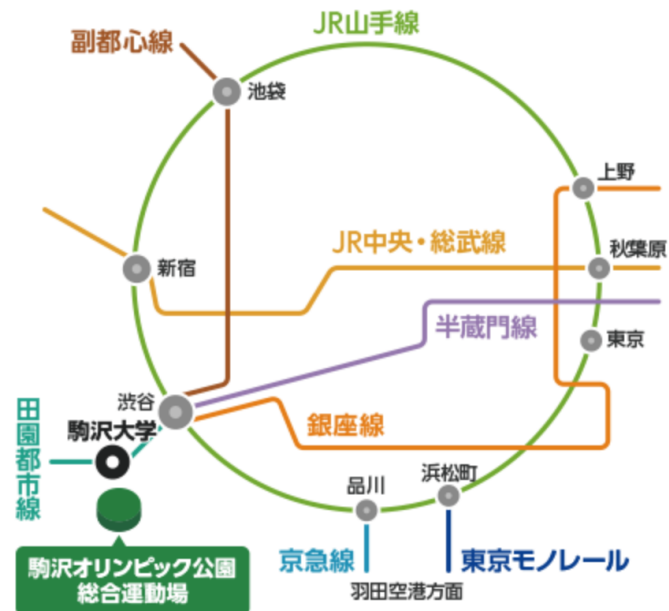 JR山手線
副都心線
池袋
上野
JR中央・総武線
秋葉原
新宿
半蔵門線
東京
渋谷
田園都市線
駒沢大学
銀座線
品川
浜松町
京急線
東京モノレール
羽田空港方面
駒沢オリンピック公園
総合運動場